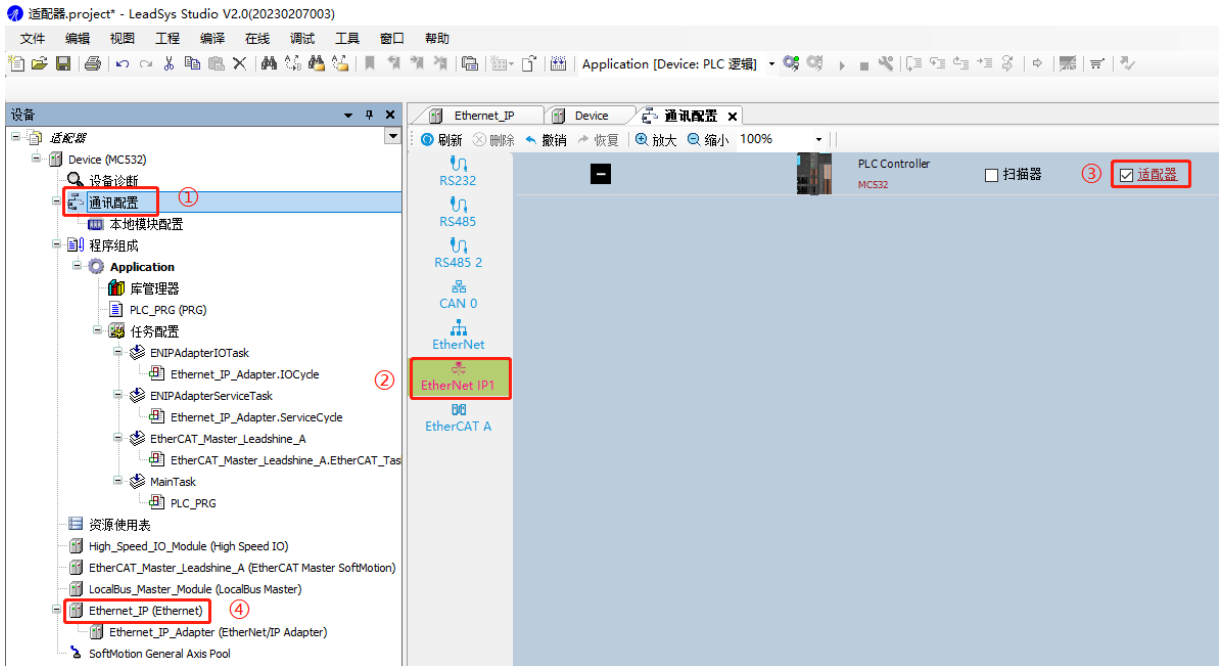 适配器.project* - LeadSys Studio V2.0(20230207003)
文件 编辑 视图 工程 编译 在线 调试 工具 窗口 帮助
Application [Device: PLC 逻辑]
设备
Ethernet_IP Device 通讯配置
适配器
刷新 删除 撤销 恢复 放大 缩小 100%
Device (MC532)
设备诊断
① 通讯配置
本地模块配置
程序组成
Application
库管理器
PLC_PRG (PRG)
任务配置
ENIPAdapterIOTask
Ethernet_IP_Adapter.IOCycle
ENIPAdapterServiceTask
Ethernet_IP_Adapter.ServiceCycle
EtherCAT_Master_Leadshine_A
EtherCAT_Master_Leadshine_A.EtherCAT_Tas
MainTask
PLC_PRG
资源使用表
High_Speed_IO_Module (High Speed IO)
EtherCAT_Master_Leadshine_A (EtherCAT Master SoftMotion)
LocalBus_Master_Module (LocalBus Master)
Ethernet_IP (Ethernet) ④
Ethernet_IP_Adapter (EtherNet/IP Adapter)
SoftMotion General Axis Pool
RS232
RS485
RS485 2
CAN 0
EtherNet
② EtherNet IP1
EtherCAT A
PLC Controller
MC532
扫描器 ③ 适配器